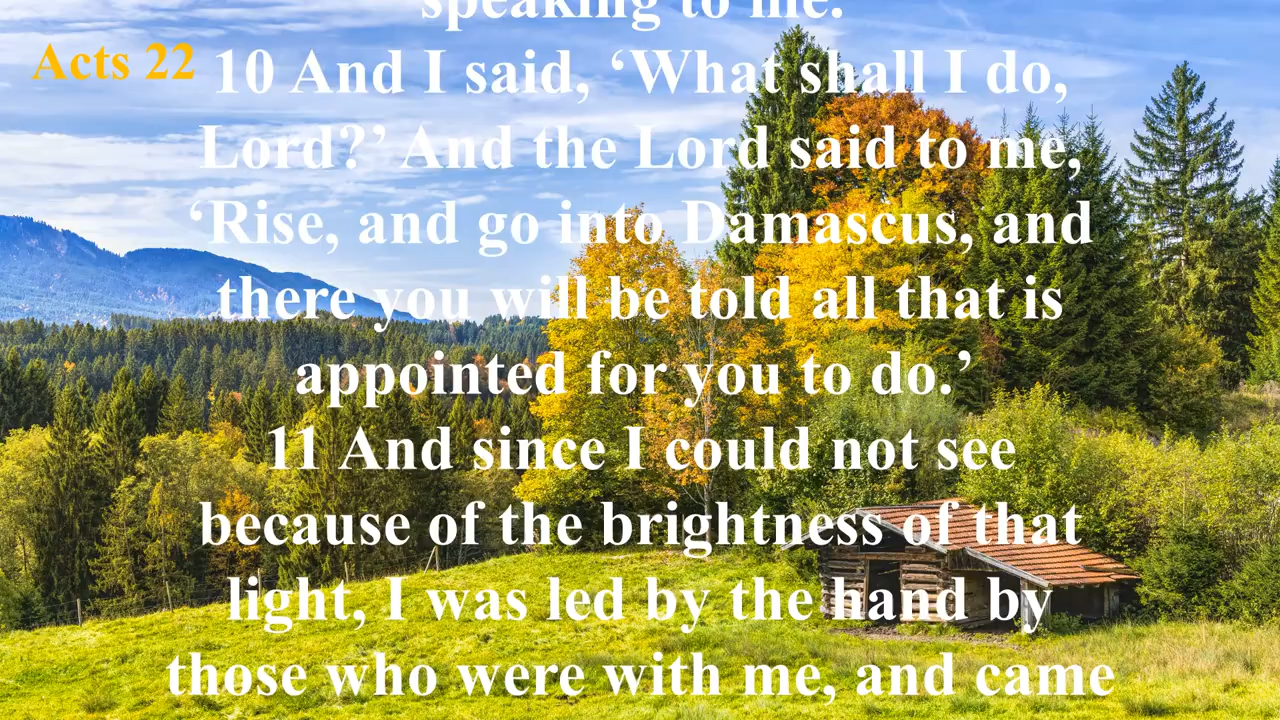 speaking to me.
Acts 22
10 And I said, ‘What shall I do,
Lord?’ And the Lord said to me,
‘Rise, and go into Damascus, and
there you will be told all that is
appointed for you to do.’
11 And since I could not see
because of the brightness of that
light, I was led by the hand by
those who were with me, and came